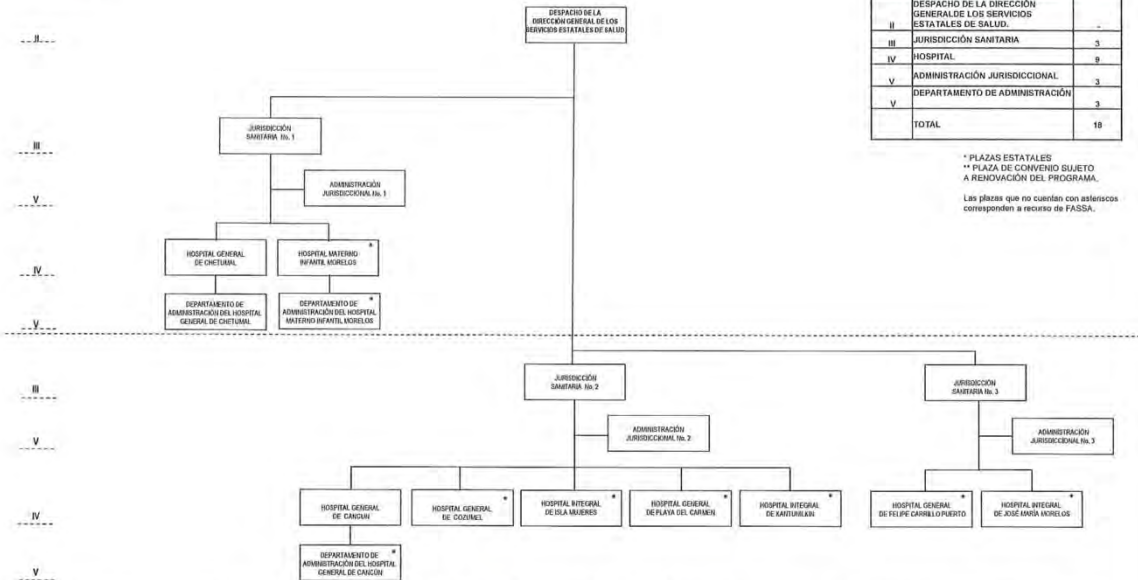 DESPACHO DE LA
DIRECCIÓN GENERAL DE LOS
SERVICIOS ESTATALES DE SALUD
II
DESPACHO DE LA DIRECCIÓN
GENERALDE LOS SERVICIOS
II ESTATALES DE SALUD. -
III JURISDICCIÓN SANITARIA 3
IV HOSPITAL 9
V ADMINISTRACIÓN JURISDICCIONAL 3
V DEPARTAMENTO DE ADMINISTRACIÓN 3
TOTAL 18
* PLAZAS ESTATALES
** PLAZA DE CONVENIO SUJETO
A RENOVACIÓN DEL PROGRAMA.
Las plazas que no cuentan con asteriscos
corresponden a recurso de FASSA.
III
JURISDICCIÓN
SANITARIA No. 1
V
ADMINISTRACIÓN
JURISDICCIONAL No. 1
IV
HOSPITAL GENERAL
DE CHETUMAL
HOSPITAL MATERNO *
INFANTIL MORELOS
V
DEPARTAMENTO DE
ADMINISTRACIÓN DEL HOSPITAL
GENERAL DE CHETUMAL
DEPARTAMENTO DE *
ADMINISTRACIÓN DEL HOSPITAL
MATERNO INFANTIL MORELOS
III
JURISDICCIÓN
SANITARIA No. 2
JURISDICCIÓN
SANITARIA No. 3
V
ADMINISTRACIÓN
JURISDICCIONAL No. 2
ADMINISTRACIÓN
JURISDICCIONAL No. 3
IV
HOSPITAL GENERAL
DE CANCUN
HOSPITAL GENERAL *
DE COZUMEL
HOSPITAL INTEGRAL *
DE ISLA MUJERES
HOSPITAL GENERAL *
DE PLAYA DEL CARMEN
HOSPITAL INTEGRAL *
DE KANTUNILKIN
HOSPITAL GENERAL *
DE FELIPE CARRILLO PUERTO
HOSPITAL INTEGRAL *
DE JOSÉ MARÍA MORELOS
V
DEPARTAMENTO DE *
ADMINISTRACIÓN DEL HOSPITAL
GENERAL DE CANCÚN